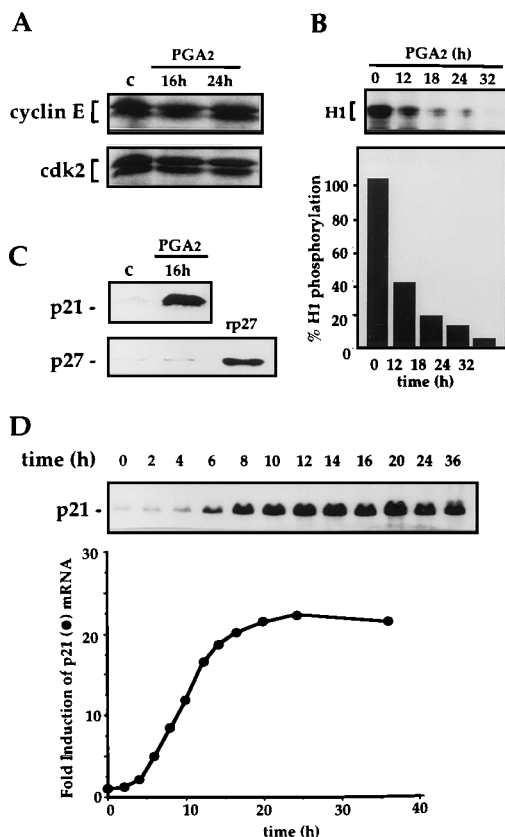 A
PGA2
c 16h 24h
cyclin E [
cdk2 [
B
PGA2 (h)
0 12 18 24 32
H1 [
% H1 phosphorylation
100
80
60
40
20
0
0 12 18 24 32
time (h)
C
PGA2
c 16h
p21 -
rp27
p27 -
D
time (h) 0 2 4 6 8 10 12 14 16 20 24 36
p21 -
Fold Induction of p21 (●) mRNA
30
20
10
0
0 10 20 30 40
time (h)